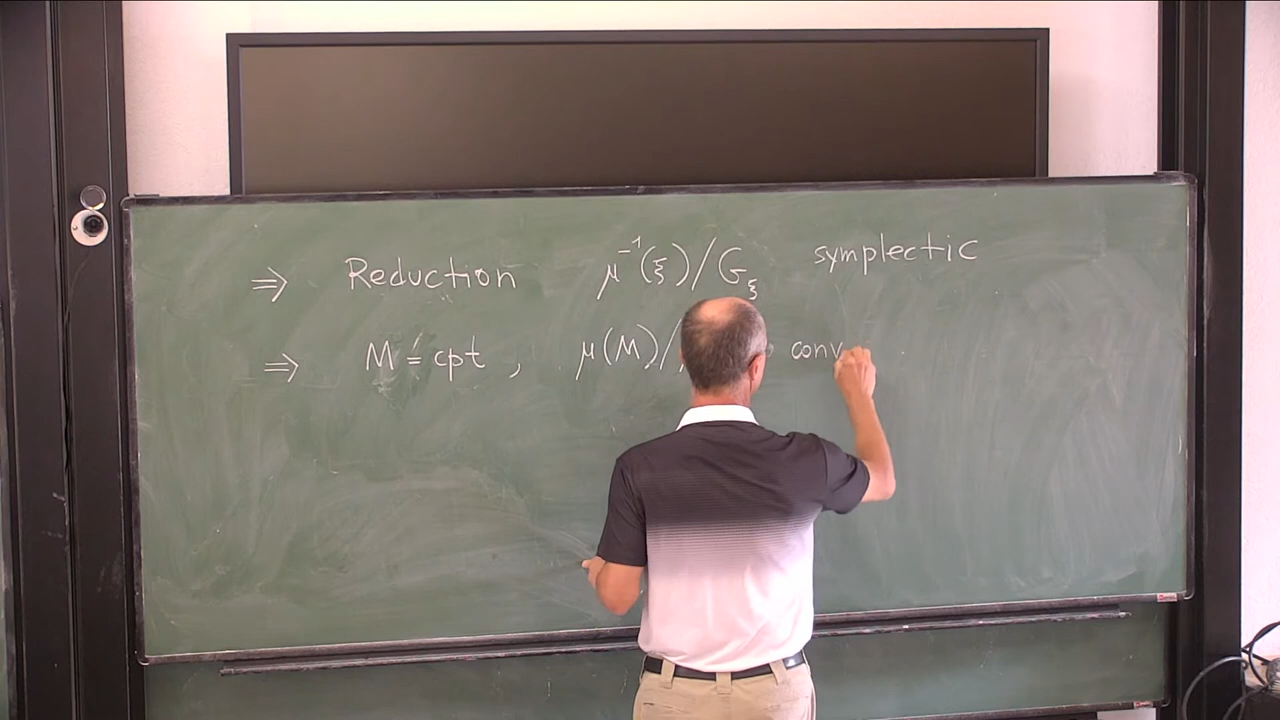 ⇒ Reduction μ⁻¹(ξ)/G_ξ symplectic
⇒ M = cpt , μ(M)/ conv